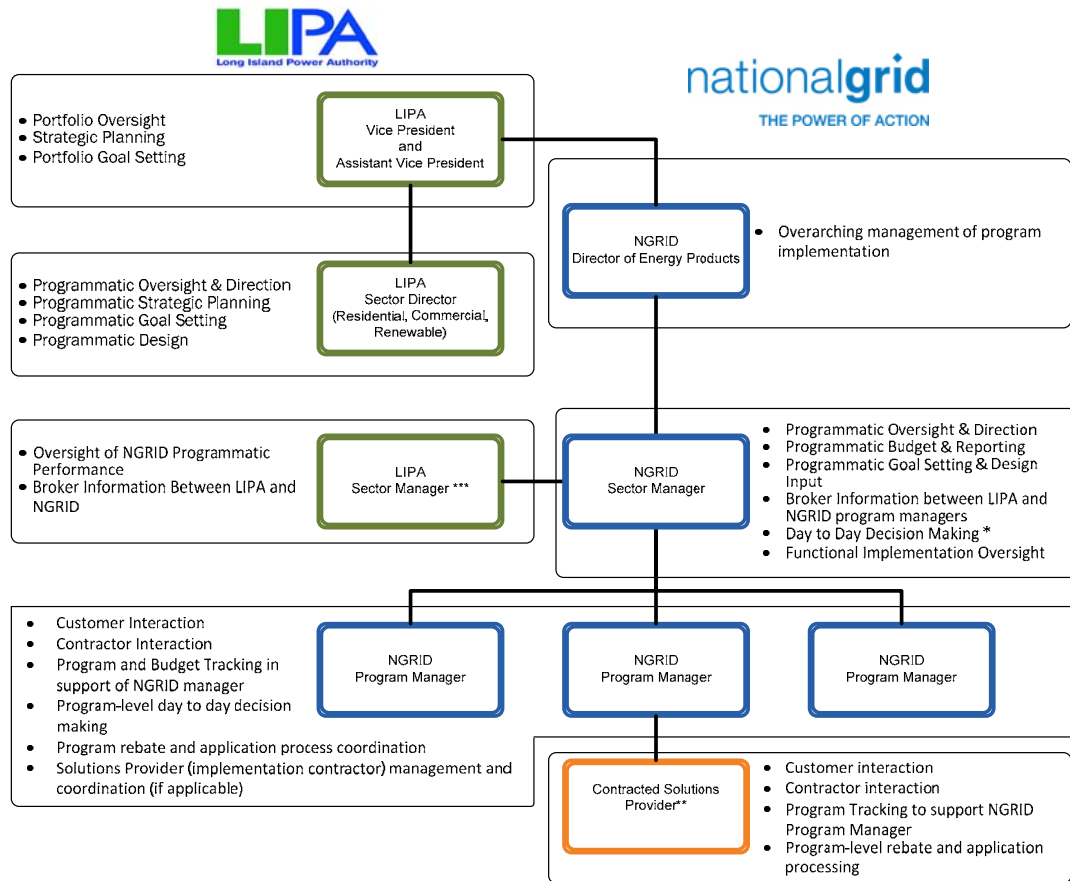 LIPA
Long Island Power Authority
nationalgrid
THE POWER OF ACTION
• Portfolio Oversight
• Strategic Planning
• Portfolio Goal Setting
LIPA
Vice President
and
Assistant Vice President
NGRID
Director of Energy Products
• Overarching management of program
implementation
• Programmatic Oversight & Direction
• Programmatic Strategic Planning
• Programmatic Goal Setting
• Programmatic Design
LIPA
Sector Director
(Residential, Commercial,
Renewable)
• Oversight of NGRID Programmatic
Performance
• Broker Information Between LIPA and
NGRID
LIPA
Sector Manager ***
NGRID
Sector Manager
• Programmatic Oversight & Direction
• Programmatic Budget & Reporting
• Programmatic Goal Setting & Design
Input
• Broker Information between LIPA and
NGRID program managers
• Day to Day Decision Making *
• Functional Implementation Oversight
• Customer Interaction
• Contractor Interaction
• Program and Budget Tracking in
support of NGRID manager
• Program-level day to day decision
making
• Program rebate and application process coordination
• Solutions Provider (implementation contractor) management and
coordination (if applicable)
NGRID
Program Manager
NGRID
Program Manager
NGRID
Program Manager
Contracted Solutions
Provider**
• Customer interaction
• Contractor interaction
• Program Tracking to support NGRID
Program Manager
• Program-level rebate and application
processing